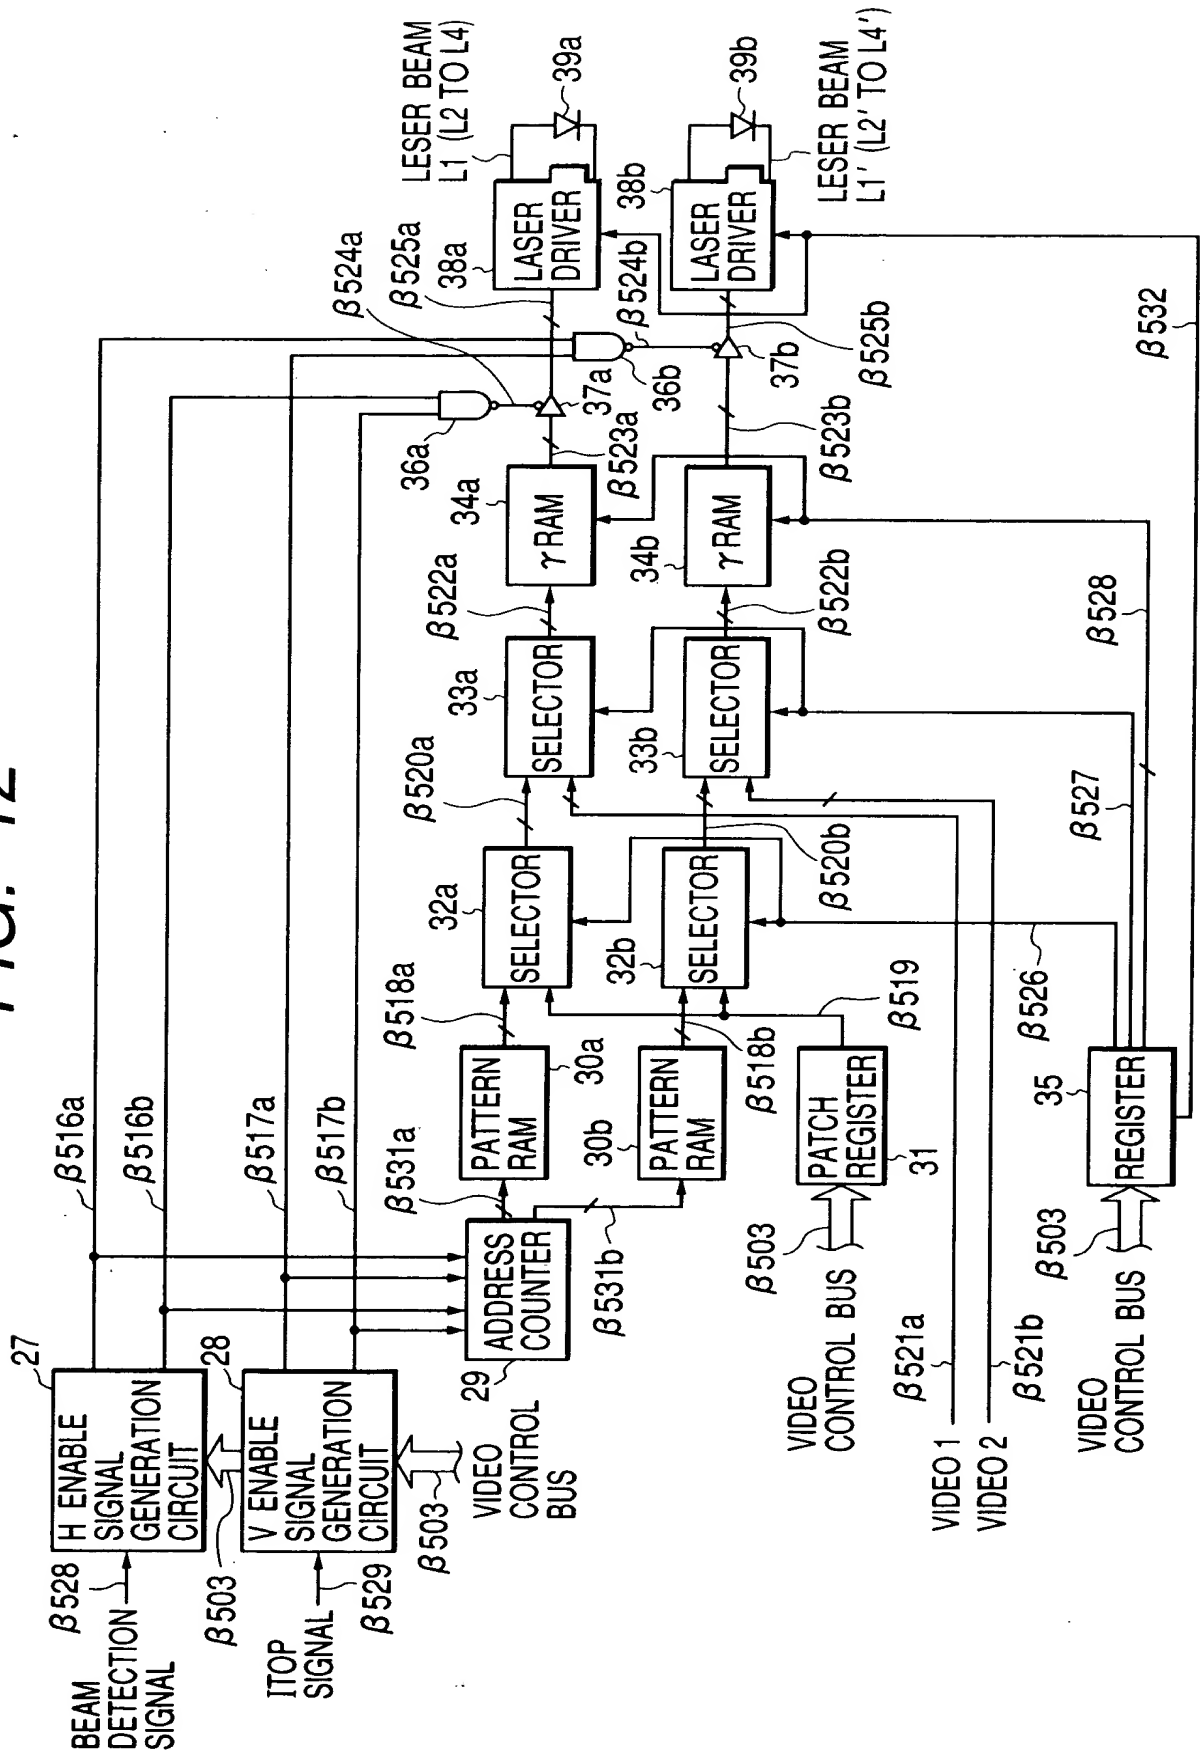 FIG. 12
BEAM
DETECTION
SIGNAL
β528
H ENABLE
SIGNAL
GENERATION
CIRCUIT
27
β503
ITOP
SIGNAL
β529
V ENABLE
SIGNAL
GENERATION
CIRCUIT
28
β503
VIDEO
CONTROL
BUS
β516a
β516b
β517a
β517b
ADDRESS
COUNTER
29
β531a
β531b
PATTERN
RAM
30a
PATTERN
RAM
30b
β518a
β518b
VIDEO
CONTROL BUS
β503
PATCH
REGISTER
31
β519
SELECTOR
32a
SELECTOR
32b
β520a
β520b
VIDEO 1
β521a
VIDEO 2
β521b
SELECTOR
33a
SELECTOR
33b
β522a
β522b
γRAM
34a
γRAM
34b
β523a
β523b
36a
36b
37a
37b
β524a
β524b
β525a
β525b
LASER
DRIVER
38a
LASER
DRIVER
38b
39a
39b
LESER BEAM
L1 (L2 TO L4)
LESER BEAM
L1' (L2' TO L4')
VIDEO
CONTROL BUS
β503
REGISTER
35
β526
β527
β528
β532